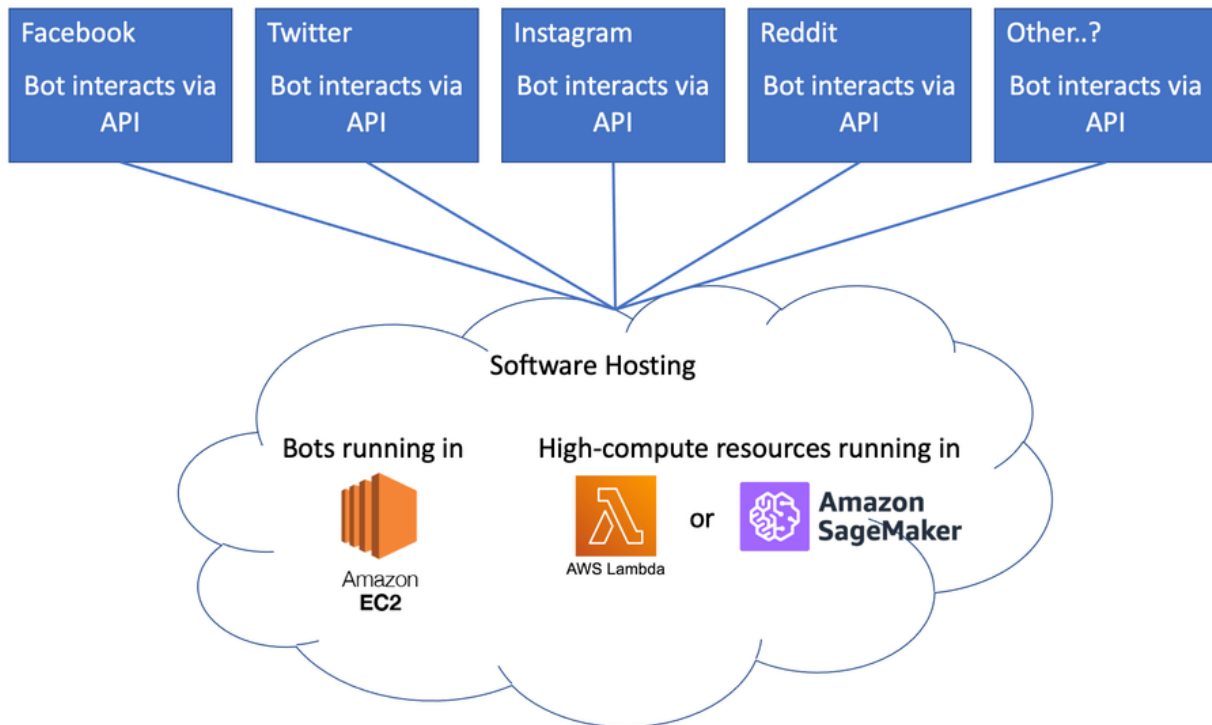 Facebook
Bot interacts via
API
Twitter
Bot interacts via
API
Instagram
Bot interacts via
API
Reddit
Bot interacts via
API
Other..?
Bot interacts via
API
Software Hosting
Bots running in
Amazon
EC2
High-compute resources running in
AWS Lambda
or
Amazon
SageMaker